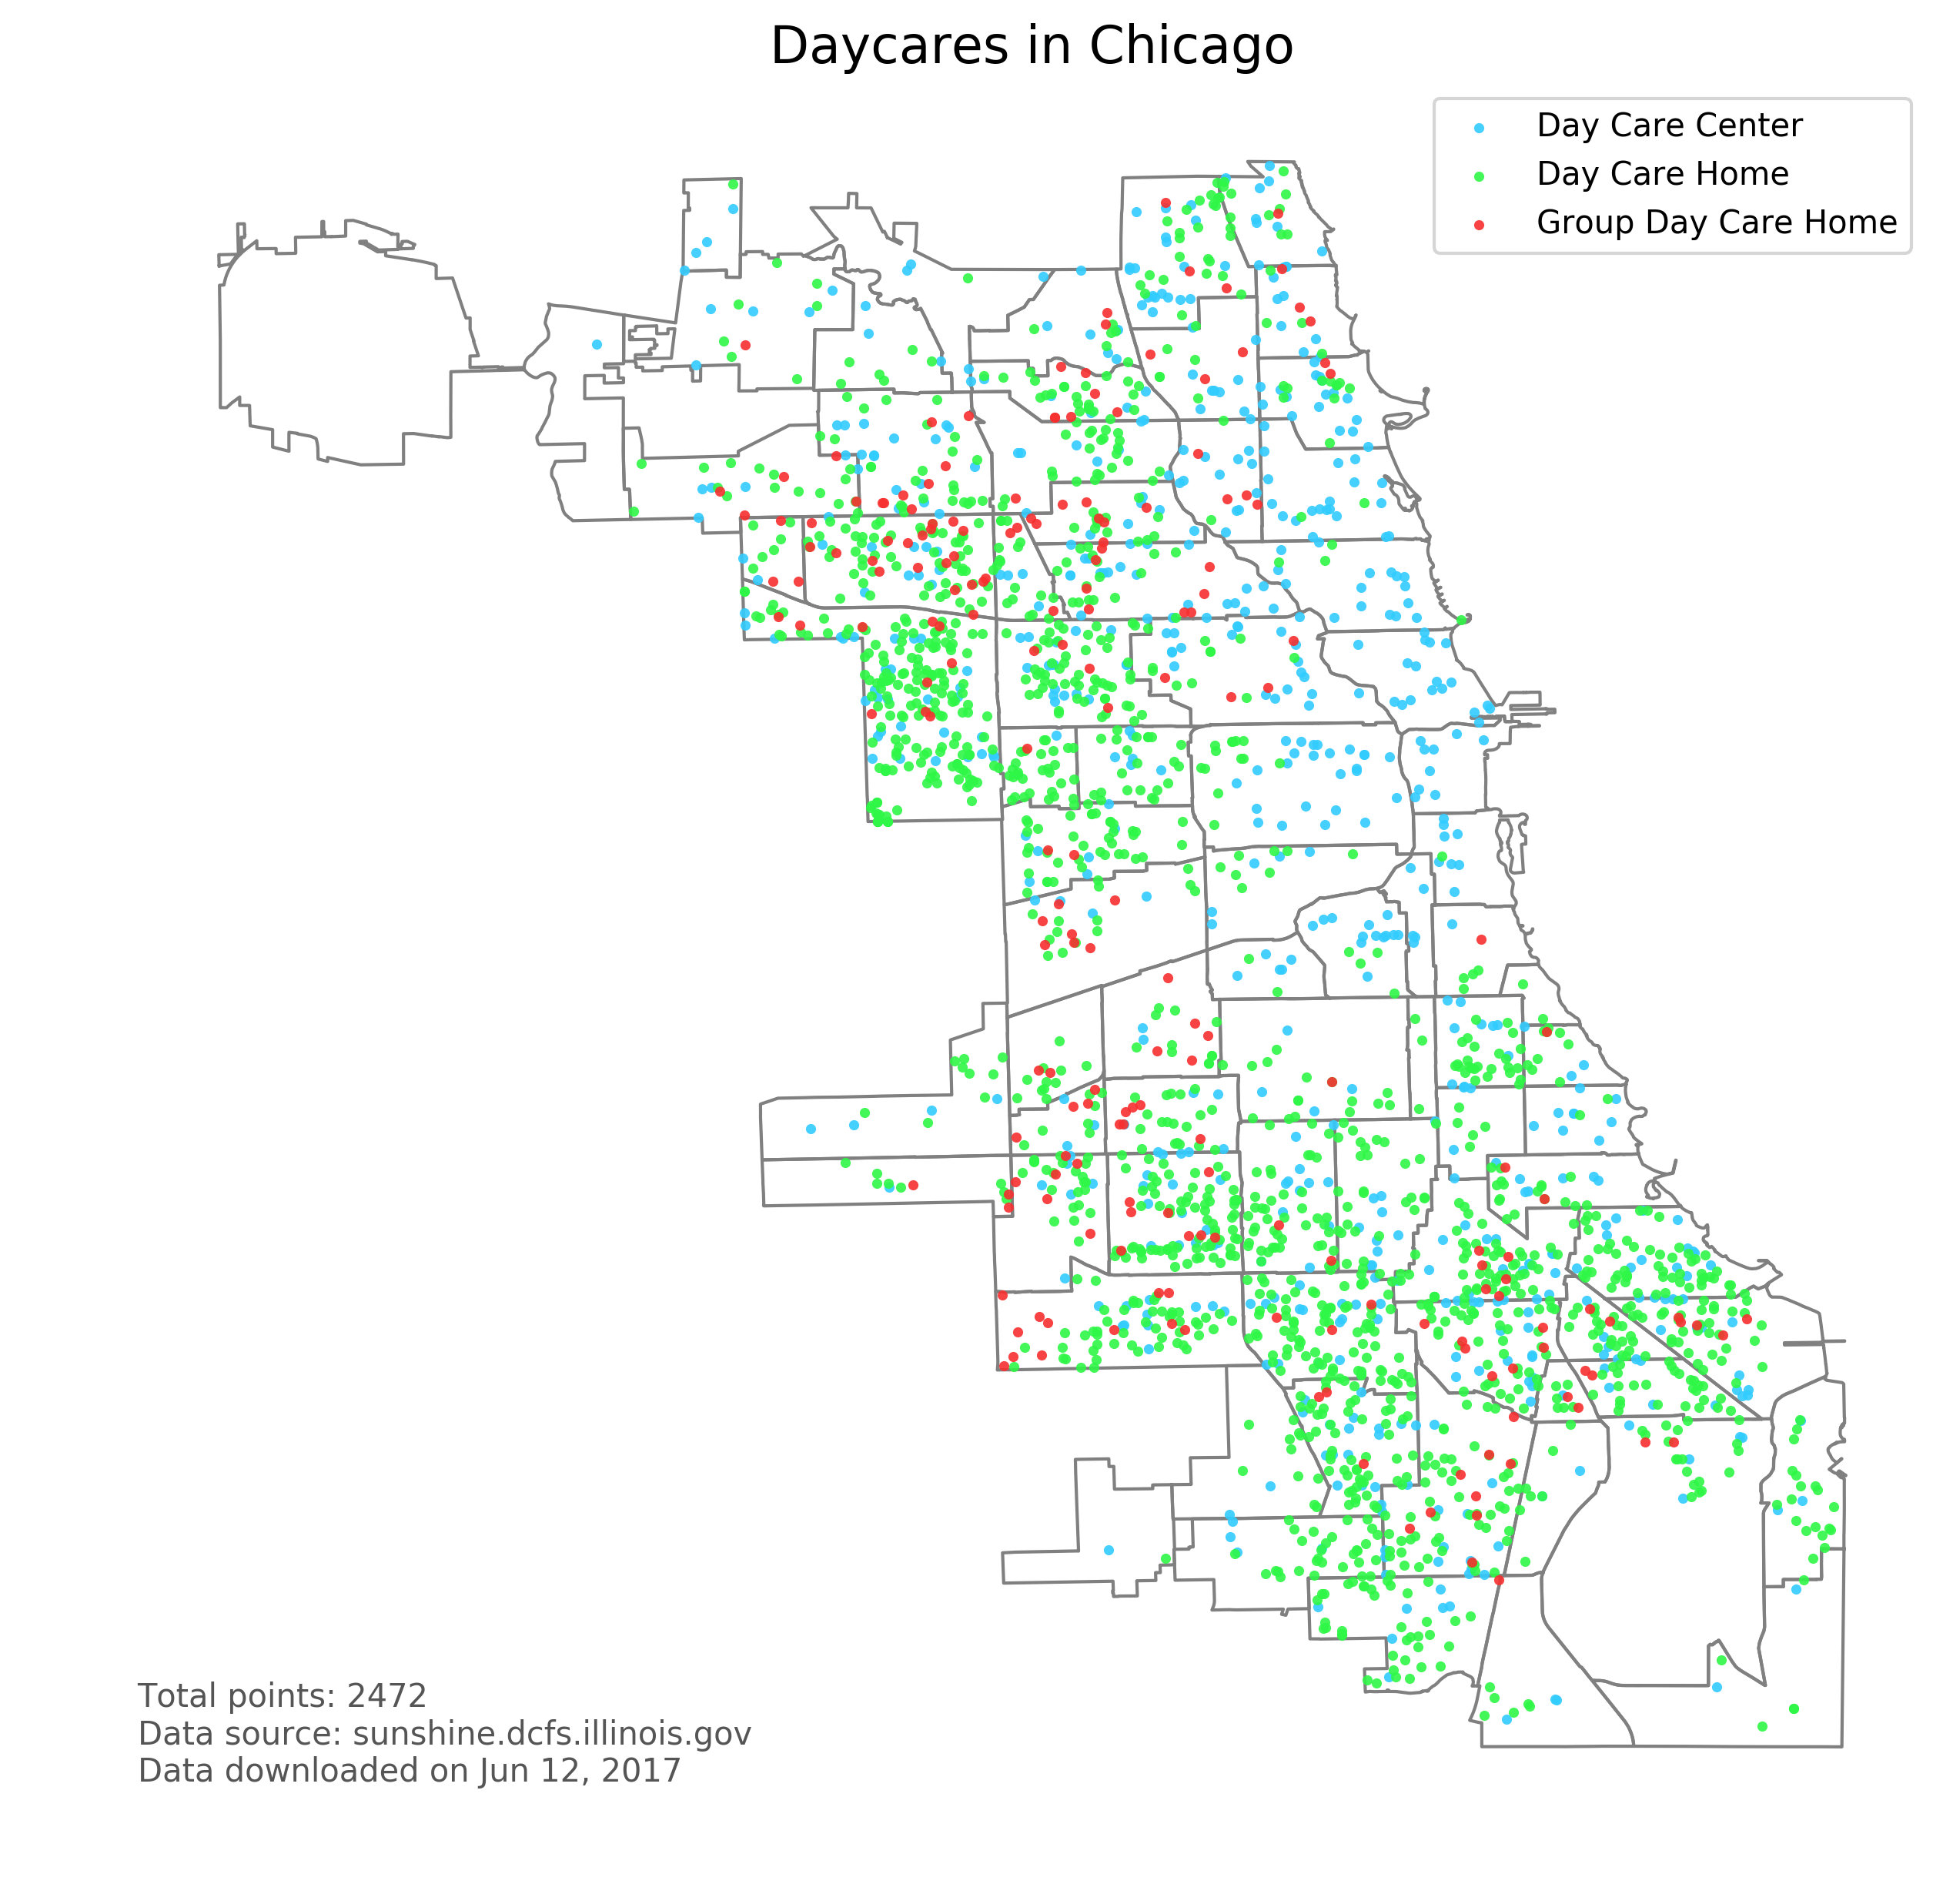 Daycares in Chicago
Day Care Center
Day Care Home
Group Day Care Home
Total points: 2472
Data source: sunshine.dcfs.illinois.gov
Data downloaded on Jun 12, 2017